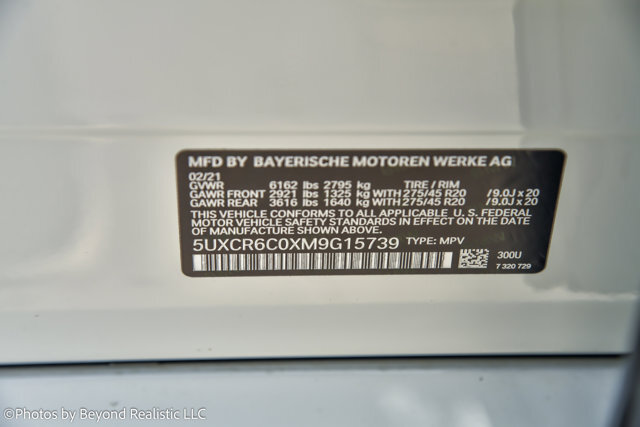 MFD BY BAYERISCHE MOTOREN WERKE AG
02/21
GVWR 6162 lbs 2795 kg TIRE / RIM
GAWR FRONT 2921 lbs 1325 kg WITH 275/45 R20 /9.0J x 20
GAWR REAR 3616 lbs 1640 kg WITH 275/45 R20 /9.0J x 20
THIS VEHICLE CONFORMS TO ALL APPLICABLE U. S. FEDERAL
MOTOR VEHICLE SAFETY STANDARDS IN EFFECT ON THE DATE
OF MANUFACTURE SHOWN ABOVE.
5UXCR6C0XM9G15739 TYPE: MPV
300U
7 320 729
©Photos by Beyond Realistic LLC